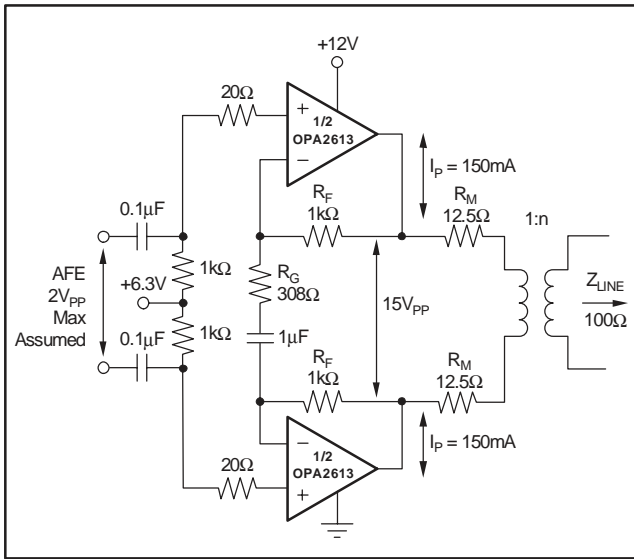 +12V
20Ω
+
1/2
OPA2613
−
I_P = 150mA
R_F
1kΩ
R_M
12.5Ω
1:n
0.1µF
AFE
2V_PP
Max
Assumed
1kΩ
+6.3V
1kΩ
0.1µF
R_G
308Ω
1µF
15V_PP
Z_LINE
100Ω
R_F
1kΩ
R_M
12.5Ω
−
1/2
OPA2613
+
20Ω
I_P = 150mA